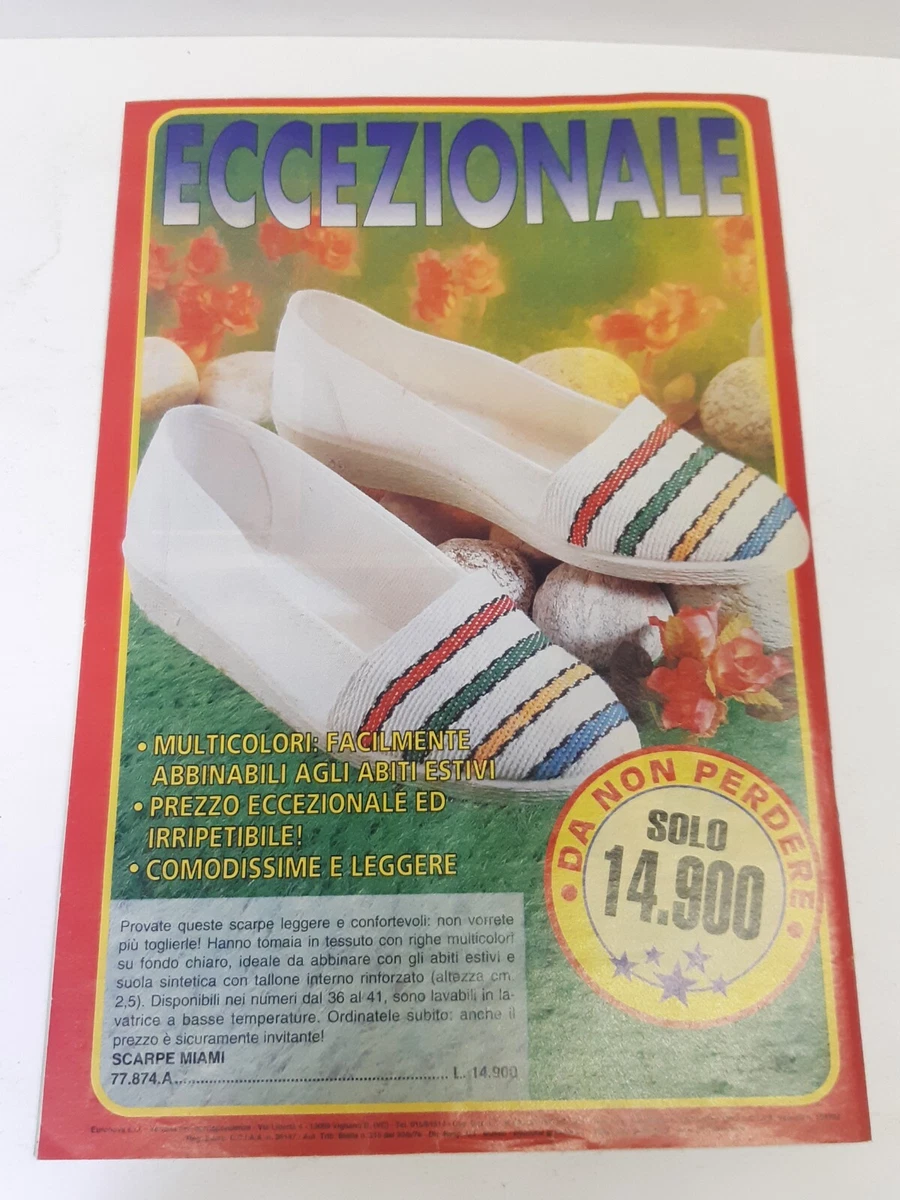 ECCEZIONALE
• MULTICOLORI: FACILMENTE
ABBINABILI AGLI ABITI ESTIVI
• PREZZO ECCEZIONALE ED
IRRIPETIBILE!
• COMODISSIME E LEGGERE
• DA NON PERDERE •
SOLO
14.900
Provate queste scarpe leggere e confortevoli: non vorrete
più toglierle! Hanno tomaia in tessuto con righe multicolori
su fondo chiaro, ideale da abbinare con gli abiti estivi e
suola sintetica con tallone interno rinforzato (altezza cm.
2,5). Disponibili nei numeri dal 36 al 41, sono lavabili in la-
vatrice a basse temperature. Ordinatele subito: anche il
prezzo è sicuramente invitante!
SCARPE MIAMI
77.874.A.................................................. L. 14.900